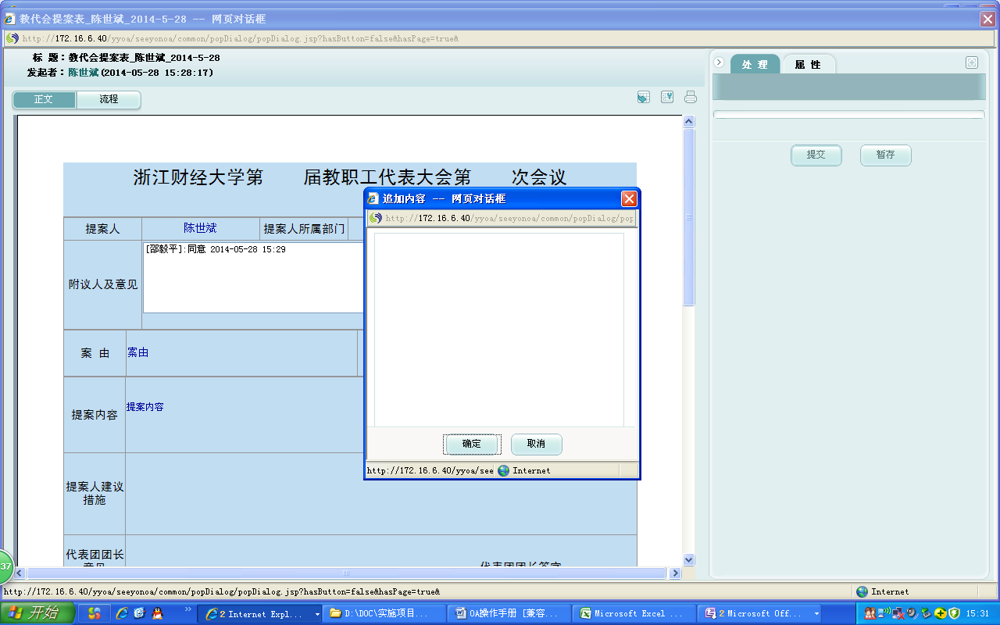 教代会提案表_陈世斌_2014-5-28 -- 网页对话框
http://172.16.6.40/yyoa/seeyonoa/common/popDialog/popDialog.jsp?hasButton=false&hasPage=true&
标 题：教代会提案表_陈世斌_2014-5-28
发起者：陈世斌(2014-05-28 15:28:17)
正文 流程
处 理 属 性
提交 暂存
浙江财经大学第 届教职工代表大会第 次会议
提案人 陈世斌 提案人所属部门
附议人及意见
[邵毅平]:同意 2014-05-28 15:29
案 由 案由
提案内容 提案内容
提案人建议
措施
代表团团长
意见
代表团团长签字
追加内容 -- 网页对话框
http://172.16.6.40/yyoa/seeyonoa/common/popDialog/pop
确定 取消
http://172.16.6.40/yyoa/see Internet
37
http://172.16.6.40/yyoa/seeyonoa/common/popDialog/popDialog.jsp?hasButton=false&hasPage=true&
Internet
开始
2 Internet Expl...
D:\DOC\实施项目...
OA操作手册 [兼容...
Microsoft Excel ...
2 Microsoft Off...
15:31